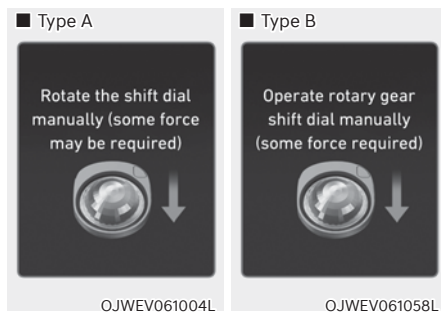 ■ Type A
Rotate the shift dial
manually (some force
may be required)
OJWEV061004L
■ Type B
Operate rotary gear
shift dial manually
(some force required)
OJWEV061058L